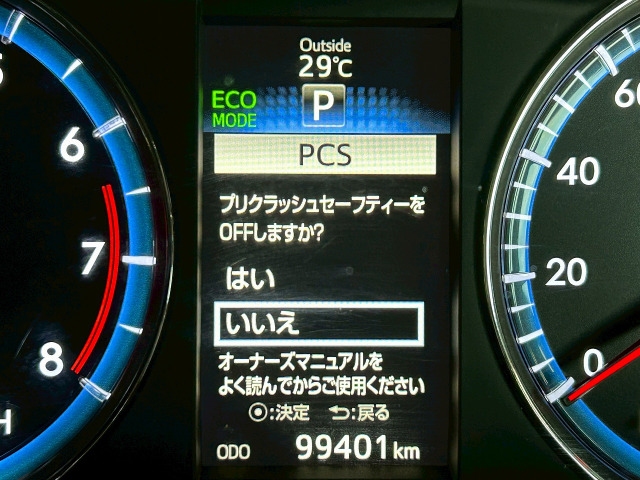 Outside
29℃
ECO
MODE
P
PCS
プリクラッシュセーフティーを
OFFしますか?
はい
いいえ
オーナーズマニュアルを
よく読んでからご使用ください
◉:決定 ⮌:戻る
ODO 99401km
5
6
7
8
H
60
40
20
0